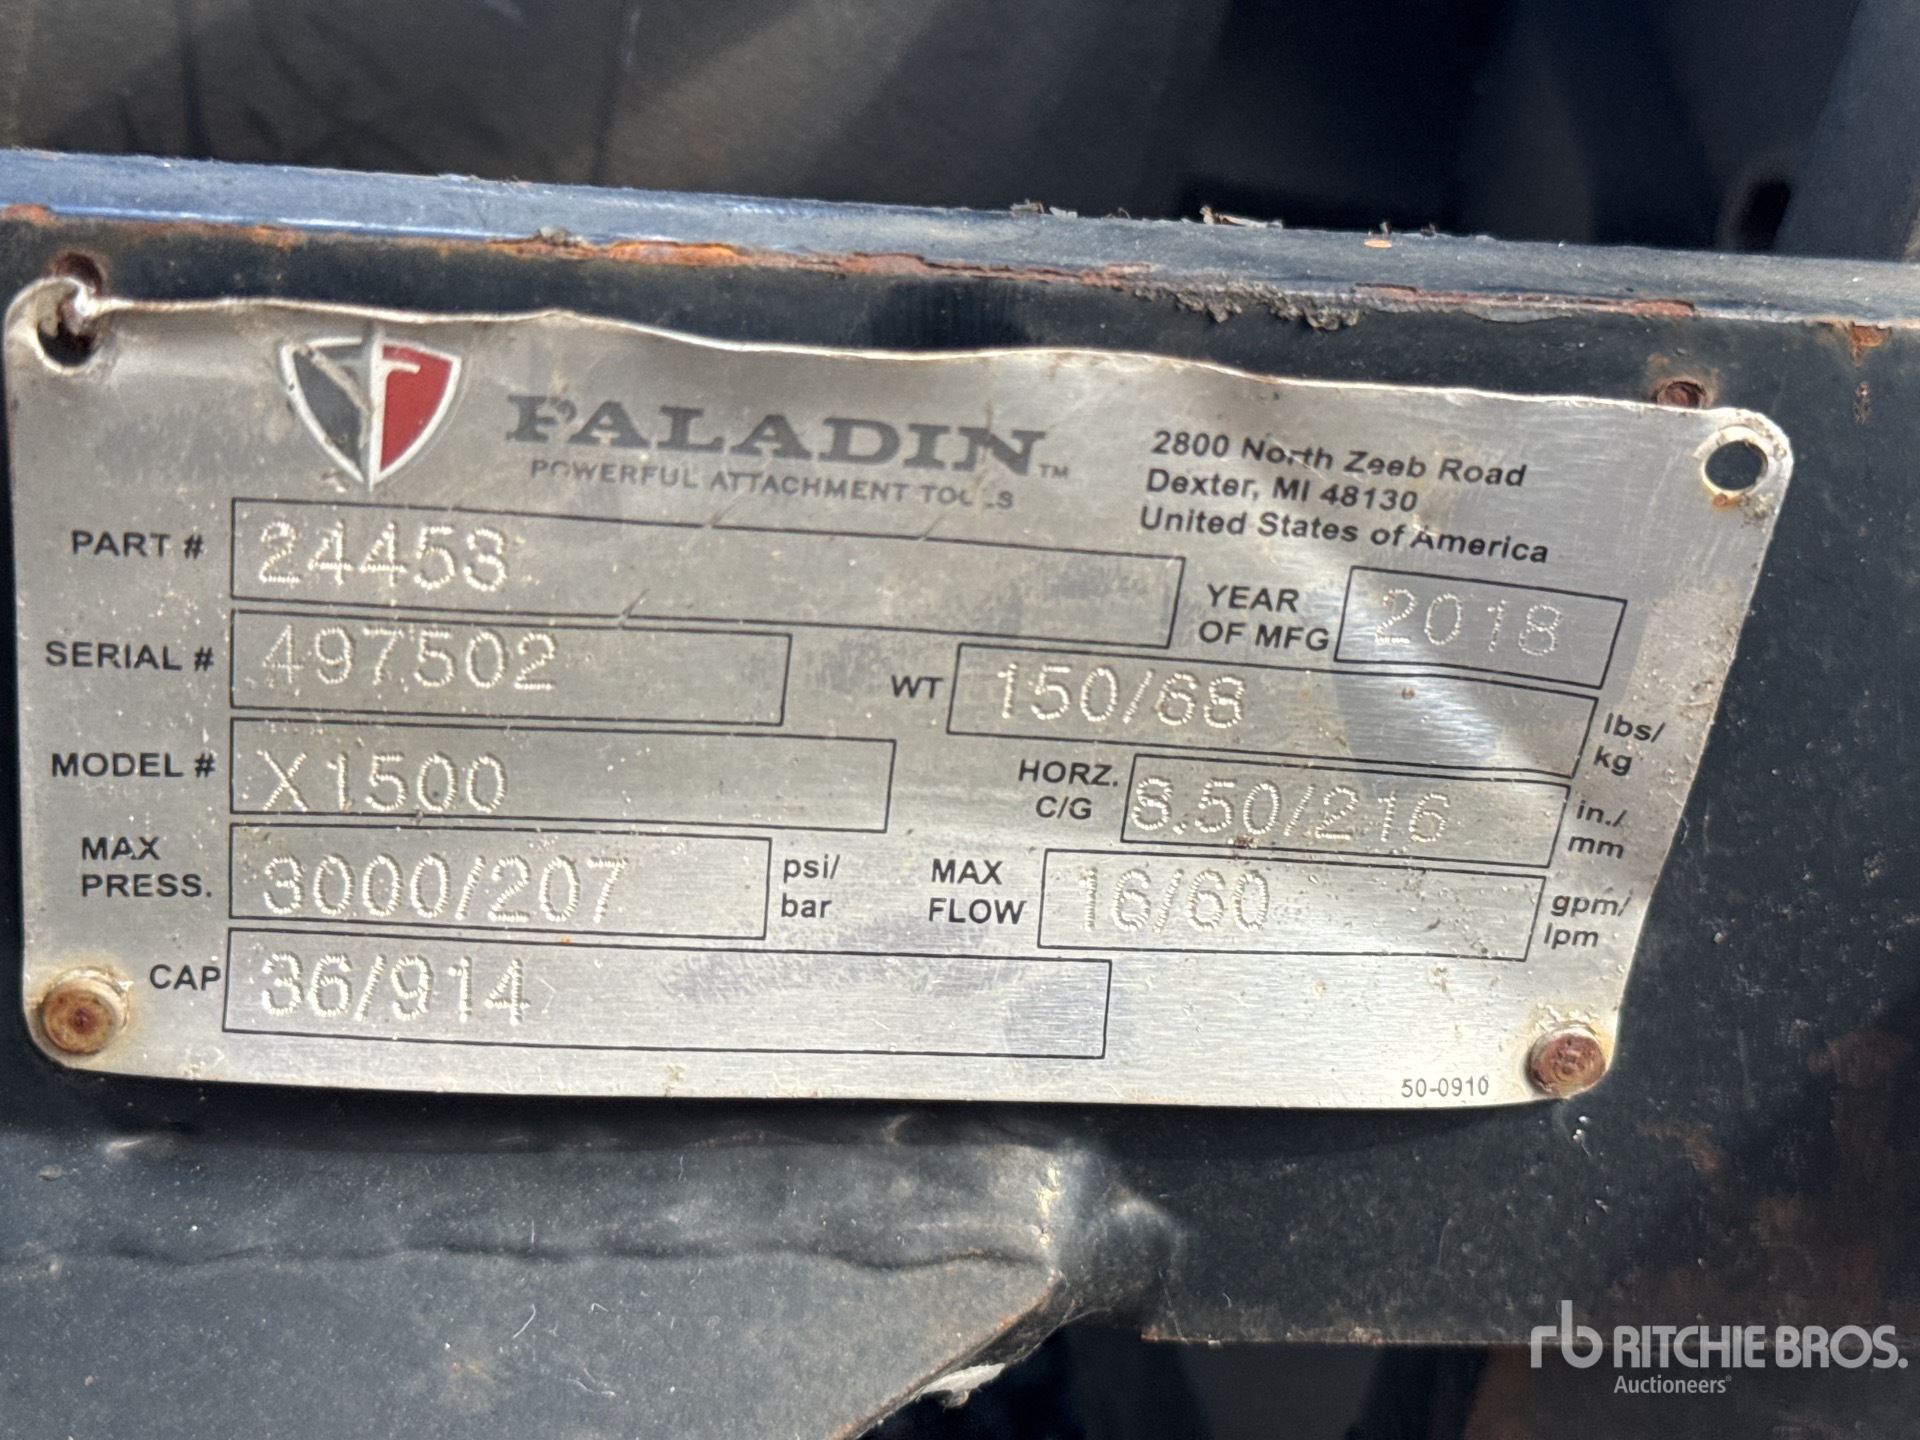 PALADIN™
POWERFUL ATTACHMENT TOOLS
2800 North Zeeb Road
Dexter, MI 48130
United States of America
PART # 24453
YEAR OF MFG 2018
SERIAL # 497502
WT 150/68 lbs/kg
MODEL # X1500
HORZ. C/G 8.50/216 in./mm
MAX PRESS. 3000/207 psi/bar
MAX FLOW 16/60 gpm/lpm
CAP 36/914
50-0910
rb RITCHIE BROS.
Auctioneers®